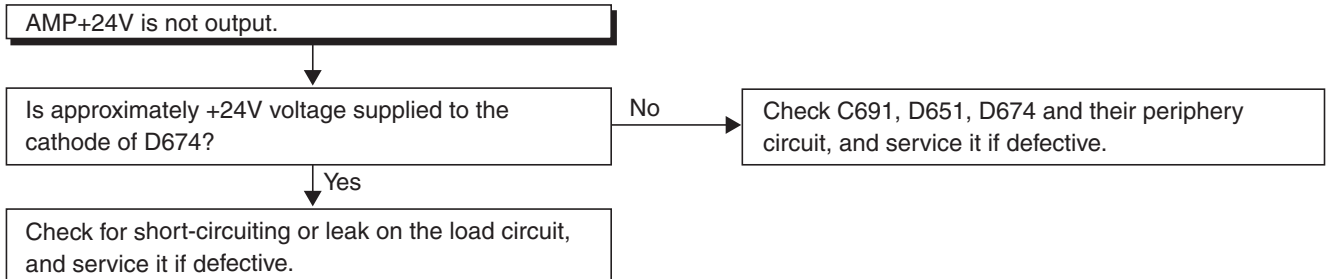 AMP+24V is not output.
Is approximately +24V voltage supplied to the
cathode of D674?
No
Check C691, D651, D674 and their periphery
circuit, and service it if defective.
Yes
Check for short-circuiting or leak on the load circuit,
and service it if defective.